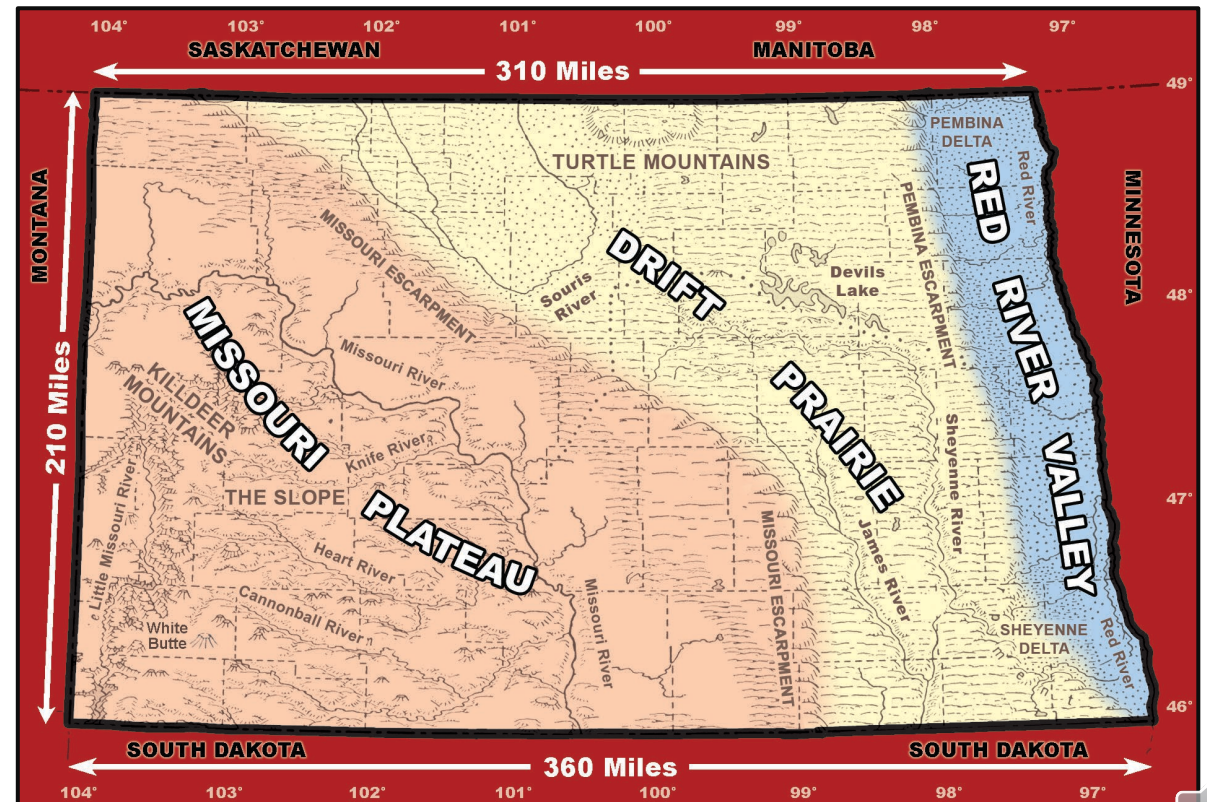 104° 103° 102° 101° 100° 99° 98° 97°
SASKATCHEWAN MANITOBA
310 Miles
49°
PEMBINA
DELTA
TURTLE MOUNTAINS
RED
Red River
MONTANA
MINNESOTA
MISSOURI ESCARPMENT
PEMBINA ESCARPMENT
DRIFT
Souris
River
Devils
Lake
RIVER
48°
MISSOURI
Missouri River
210 Miles
KILLDEER
MOUNTAINS
PRAIRIE
Sheyenne River
VALLEY
Knife River
THE SLOPE
47°
PLATEAU
Little Missouri River
Heart River
MISSOURI ESCARPMENT
James River
Cannonball River
Missouri River
White
Butte
SHEYENNE
DELTA
Red River
46°
SOUTH DAKOTA SOUTH DAKOTA
360 Miles
104° 103° 102° 101° 100° 99° 98° 97°